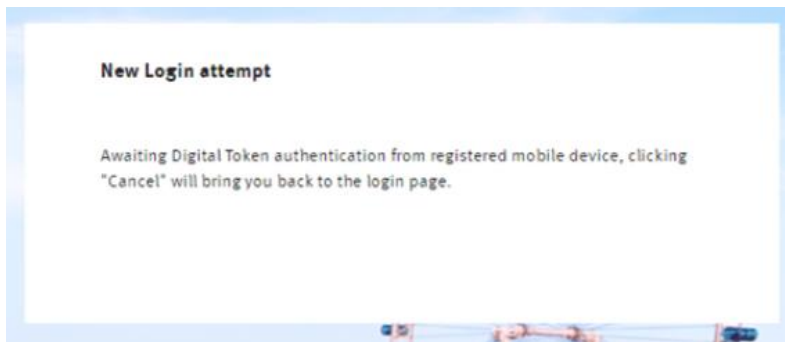 New Login attempt
Awaiting Digital Token authentication from registered mobile device, clicking
"Cancel" will bring you back to the login page.